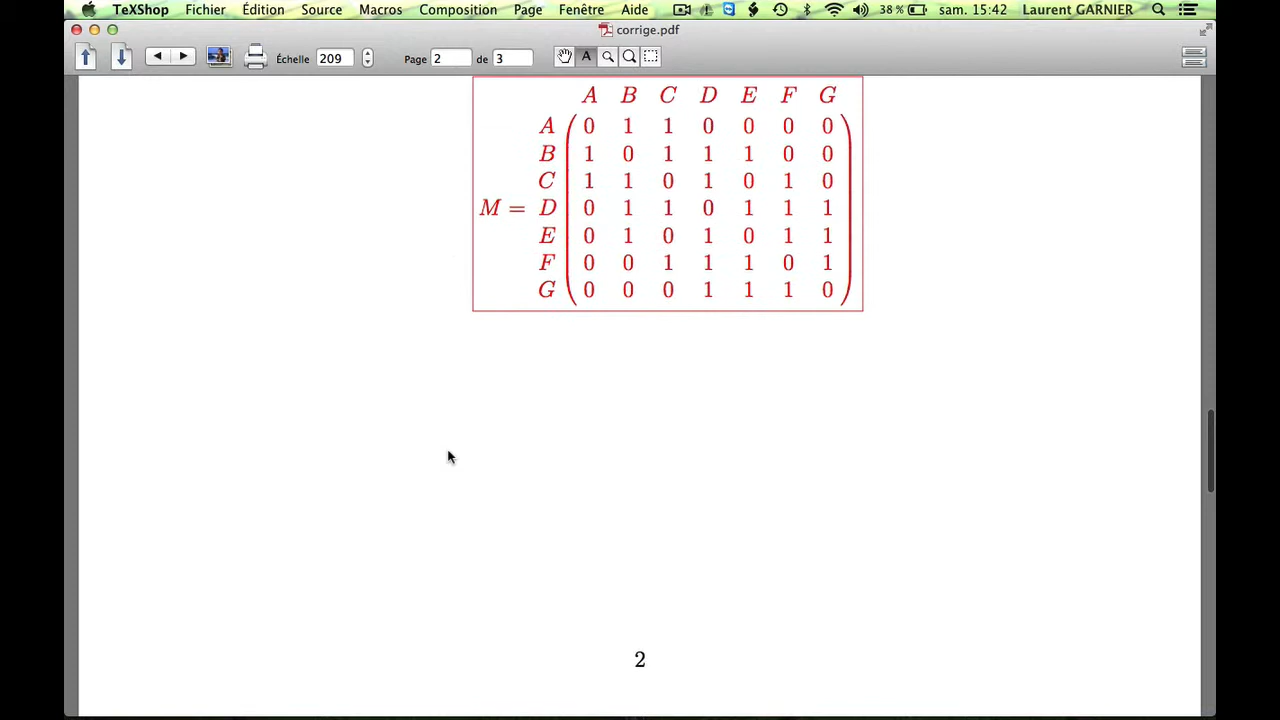 TeXShop Fichier Édition Source Macros Composition Page Fenêtre Aide 38 % sam. 15:42 Laurent GARNIER
corrige.pdf
Échelle 209 Page 2 de 3 A
A B C D E F G
A 0 1 1 0 0 0 0
B 1 0 1 1 1 0 0
C 1 1 0 1 0 1 0
M = D 0 1 1 0 1 1 1
E 0 1 0 1 0 1 1
F 0 0 1 1 1 0 1
G 0 0 0 1 1 1 0
2